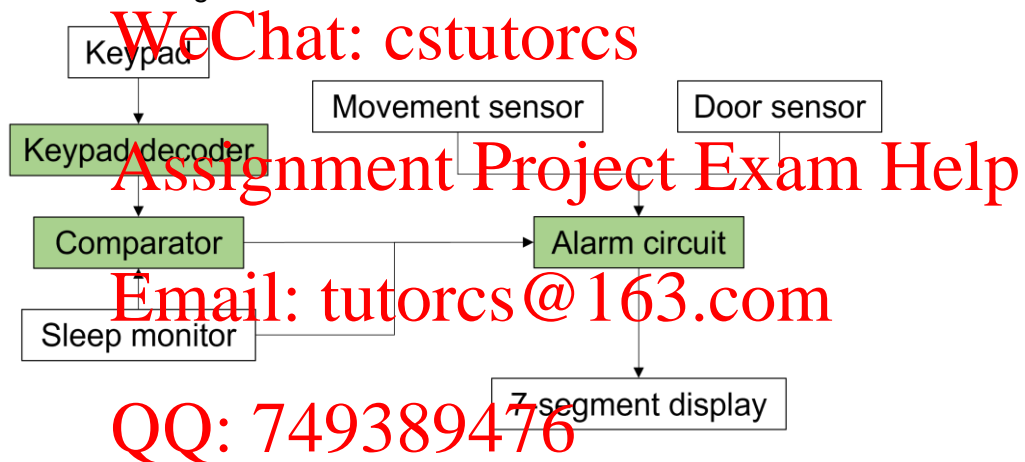 WeChat: cstutorcs
Keypad
Movement sensor
Door sensor
Keypad decoder
Assignment Project Exam Help
Comparator
Alarm circuit
Email: tutorcs@163.com
Sleep monitor
7-segment display
QQ: 749389476